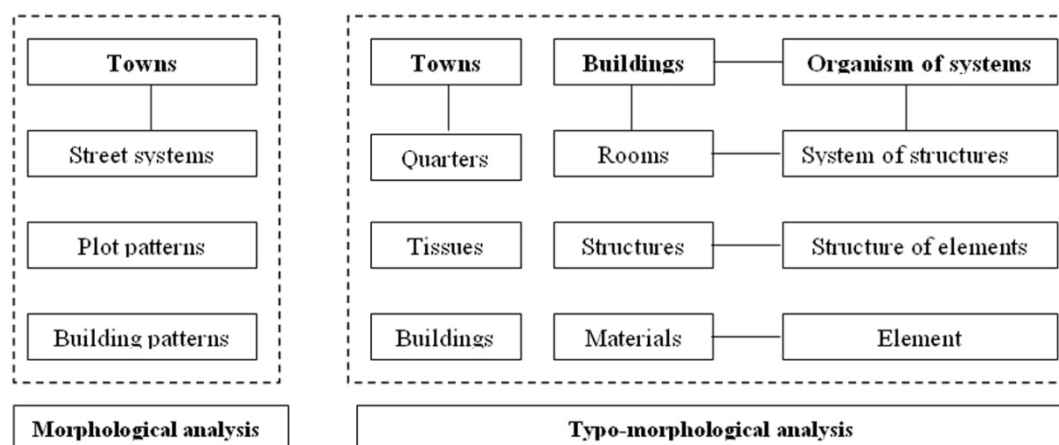 Towns
Street systems
Plot patterns
Building patterns
Morphological analysis
Towns Buildings Organism of systems
Quarters Rooms System of structures
Tissues Structures Structure of elements
Buildings Materials Element
Typo-morphological analysis